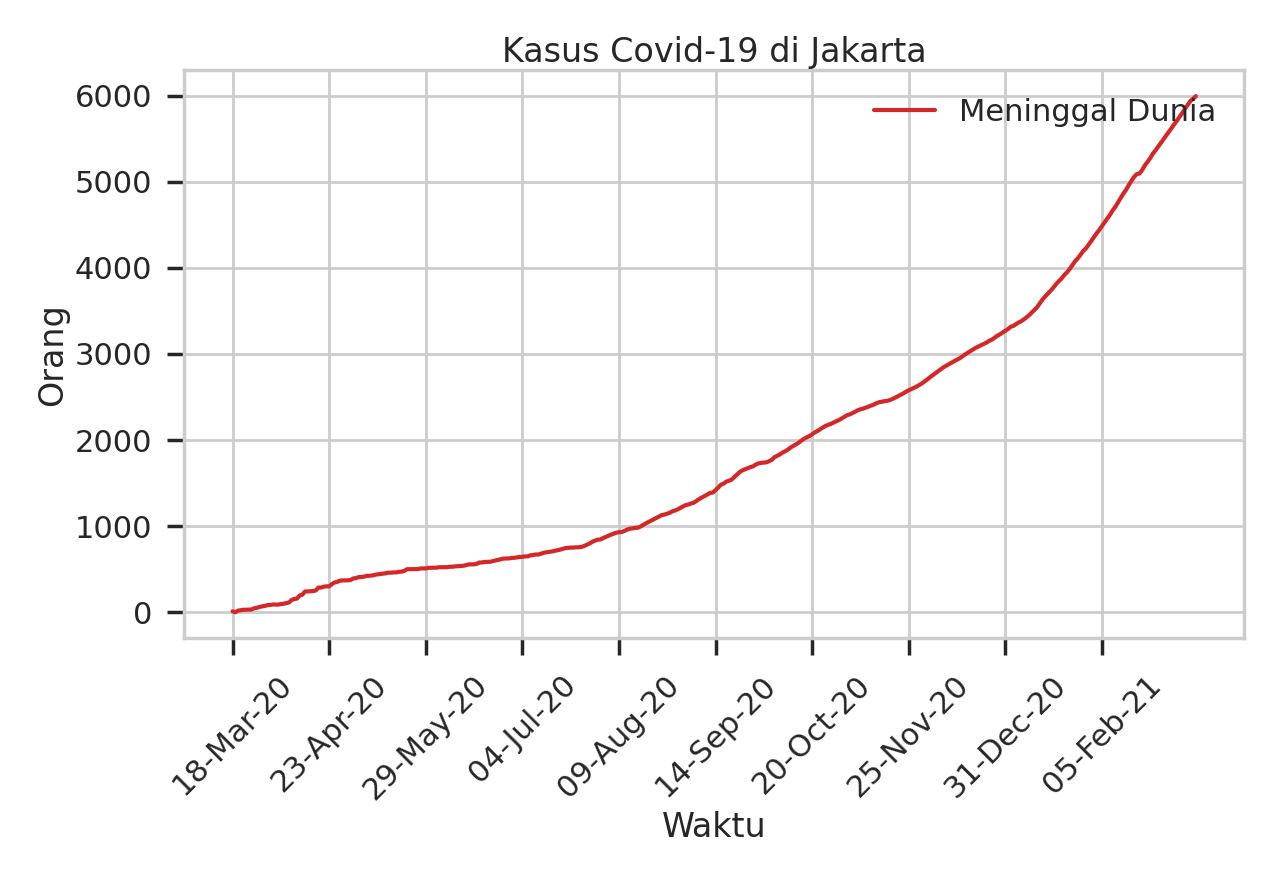 Kasus Covid-19 di Jakarta
Meninggal Dunia
Orang
6000
5000
4000
3000
2000
1000
0
18-Mar-20
23-Apr-20
29-May-20
04-Jul-20
09-Aug-20
14-Sep-20
20-Oct-20
25-Nov-20
31-Dec-20
05-Feb-21
Waktu